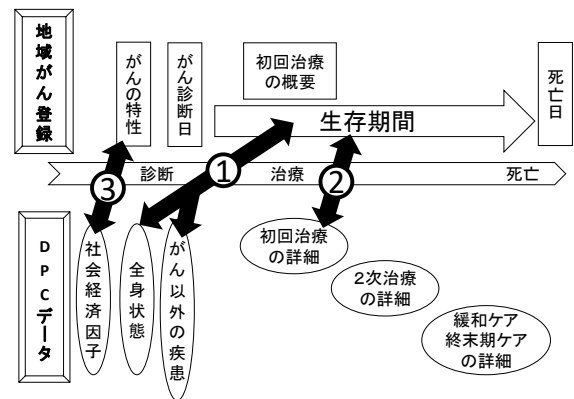 地域がん登録
がんの特性
がん診断日
初回治療
の概要
生存期間
死亡日
診断
治療
死亡
①
②
③
DPCデータ
社会経済因子
全身状態
がん以外の疾患
初回治療
の詳細
2次治療
の詳細
緩和ケア
終末期ケア
の詳細